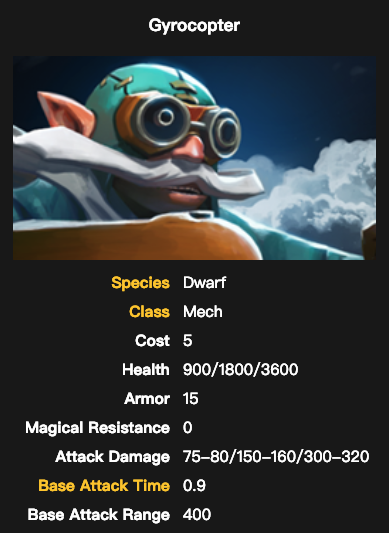 Gyrocopter
Species Dwarf
Class Mech
Cost 5
Health 900/1800/3600
Armor 15
Magical Resistance 0
Attack Damage 75–80/150–160/300–320
Base Attack Time 0.9
Base Attack Range 400